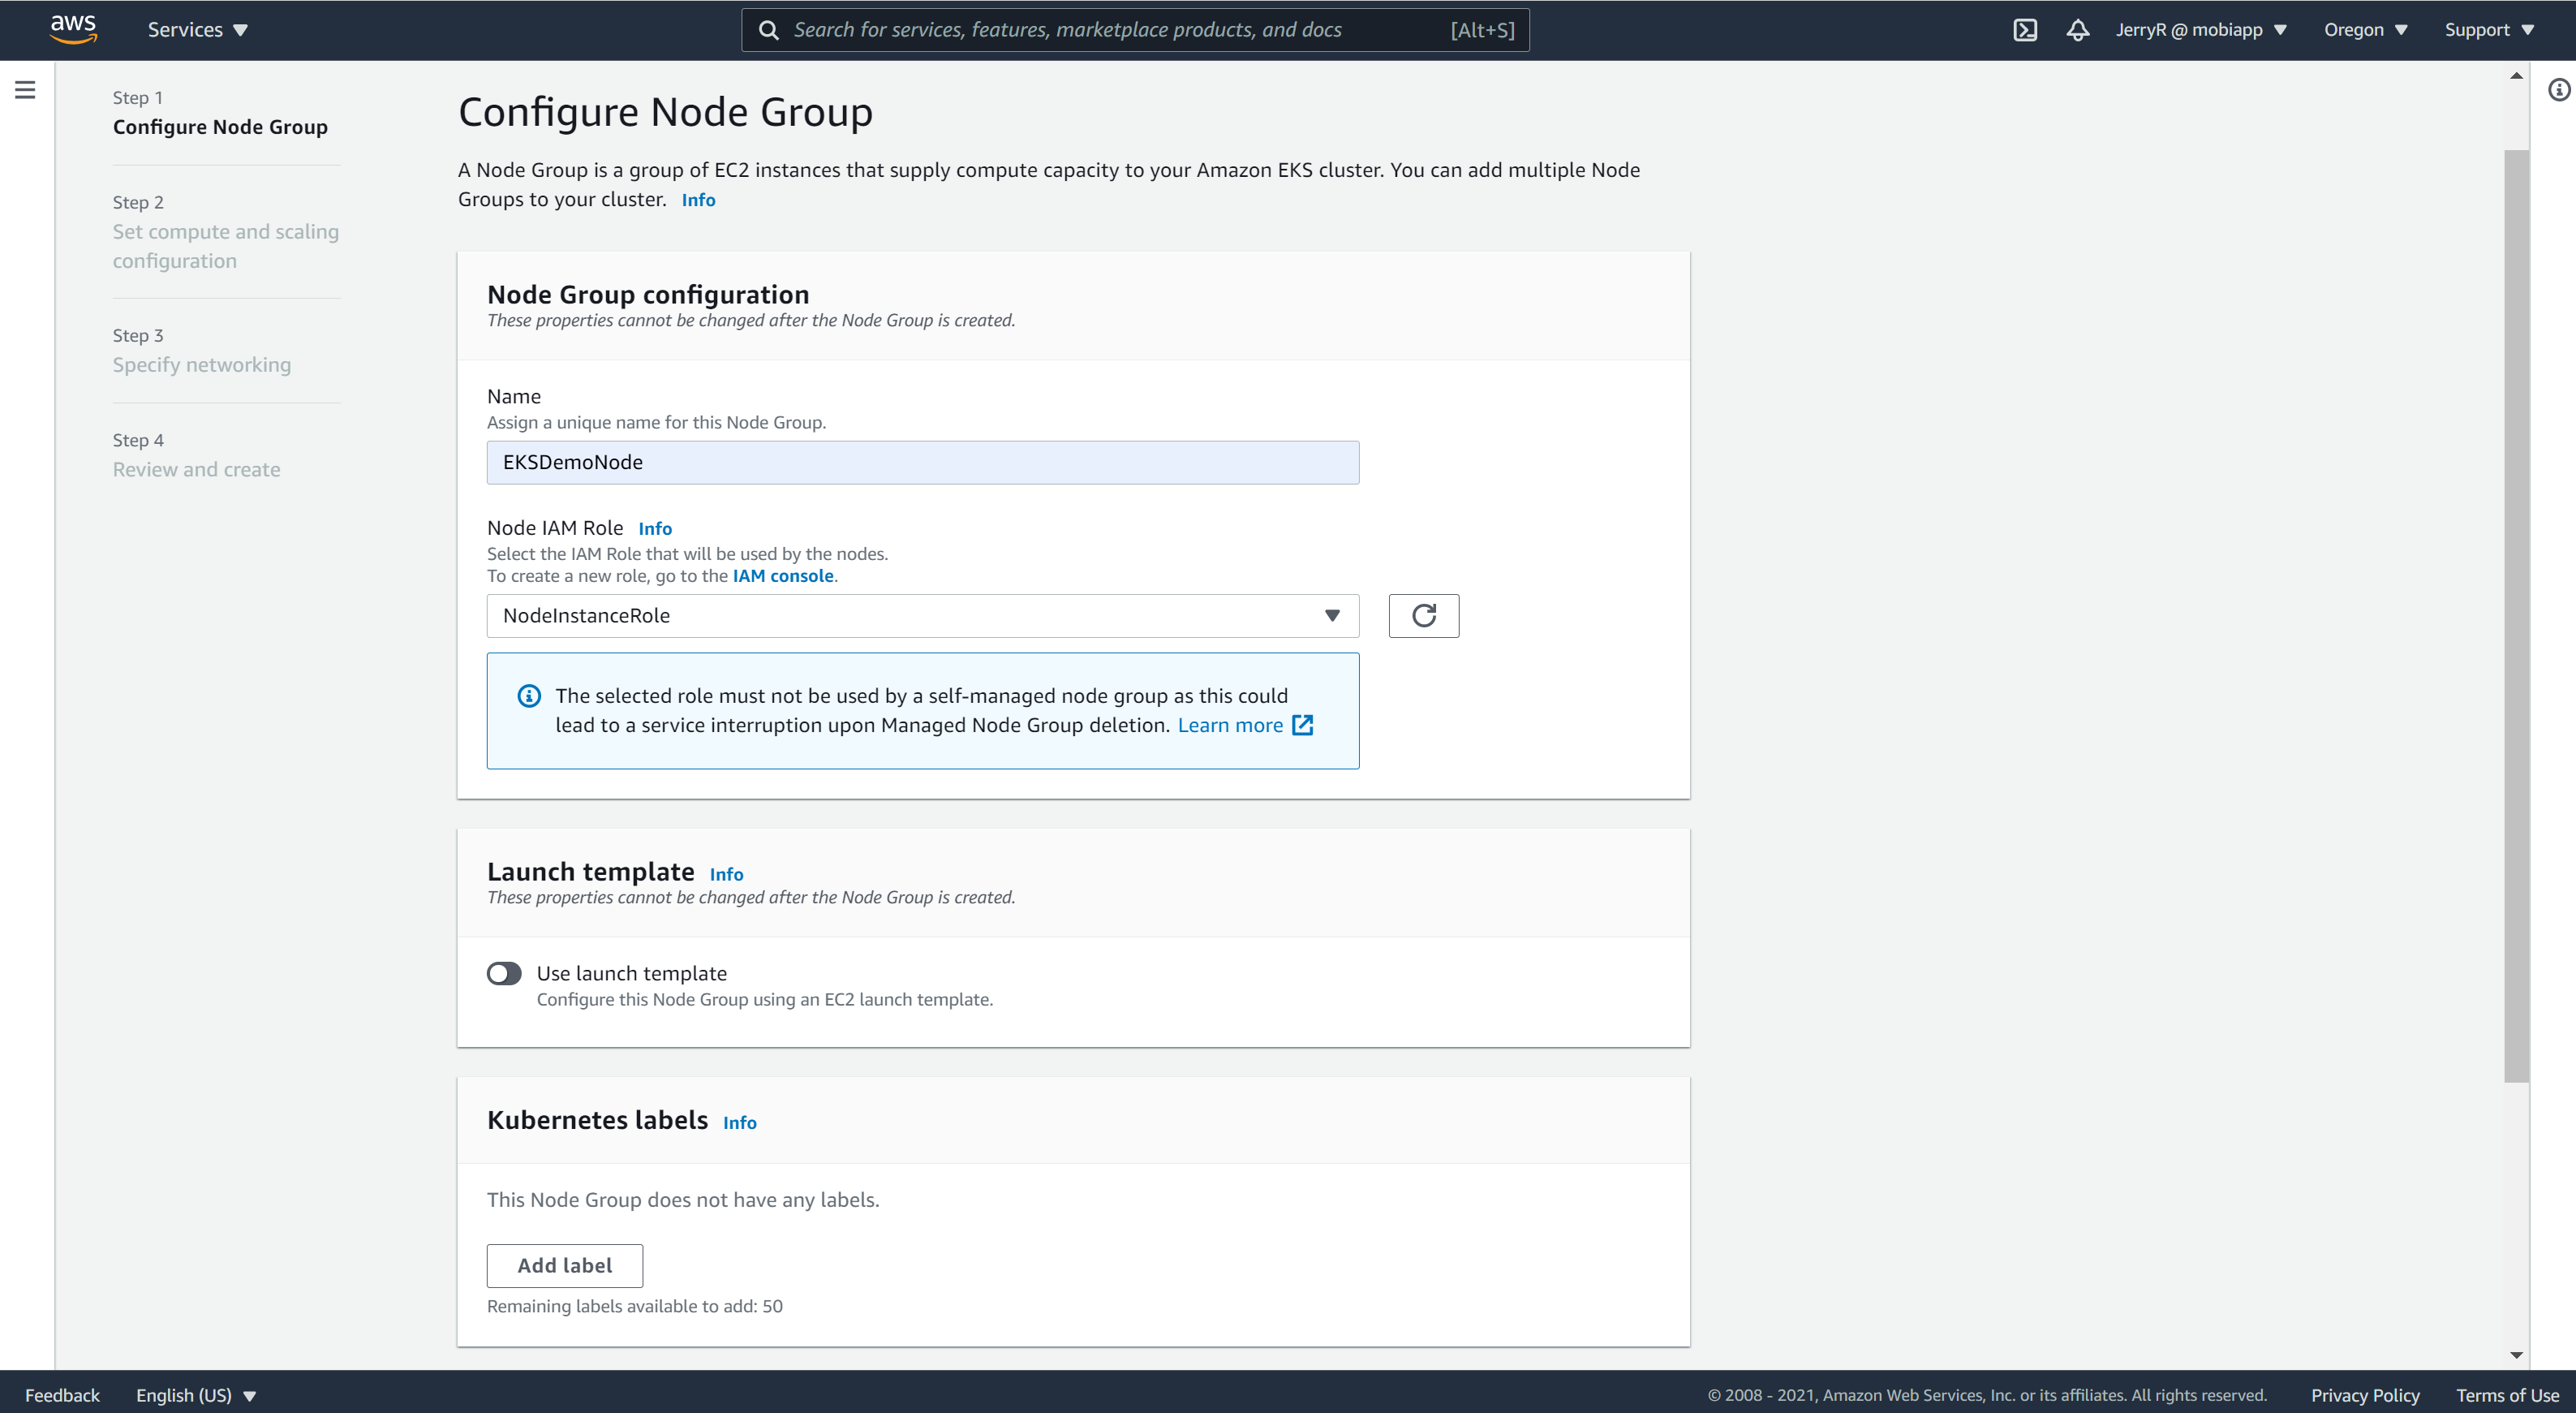 aws
Services
Search for services, features, marketplace products, and docs
[Alt+S]
JerryR @ mobiapp
Oregon
Support
Step 1
Configure Node Group
Step 2
Set compute and scaling
configuration
Step 3
Specify networking
Step 4
Review and create
Configure Node Group
A Node Group is a group of EC2 instances that supply compute capacity to your Amazon EKS cluster. You can add multiple Node
Groups to your cluster. Info
Node Group configuration
These properties cannot be changed after the Node Group is created.
Name
Assign a unique name for this Node Group.
EKSDemoNode
Node IAM Role Info
Select the IAM Role that will be used by the nodes.
To create a new role, go to the IAM console.
NodeInstanceRole
The selected role must not be used by a self-managed node group as this could
lead to a service interruption upon Managed Node Group deletion. Learn more
Launch template Info
These properties cannot be changed after the Node Group is created.
Use launch template
Configure this Node Group using an EC2 launch template.
Kubernetes labels Info
This Node Group does not have any labels.
Add label
Remaining labels available to add: 50
Feedback
English (US)
© 2008 - 2021, Amazon Web Services, Inc. or its affiliates. All rights reserved.
Privacy Policy
Terms of Use